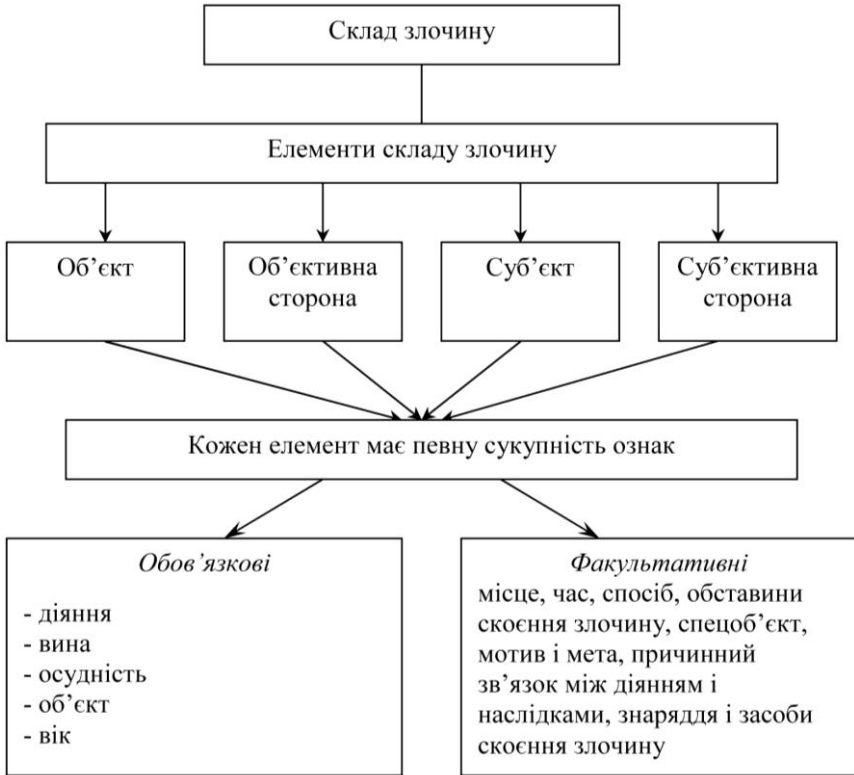 Склад злочину
Елементи складу злочину
Об’єкт
Об’єктивна
сторона
Суб’єкт
Суб’єктивна
сторона
Кожен елемент має певну сукупність ознак
Обов’язкові
- діяння
- вина
- осудність
- об’єкт
- вік
Факультативні
місце, час, спосіб, обставини
скоєння злочину, спецоб’єкт,
мотив і мета, причинний
зв’язок між діянням і
наслідками, знаряддя і засоби
скоєння злочину